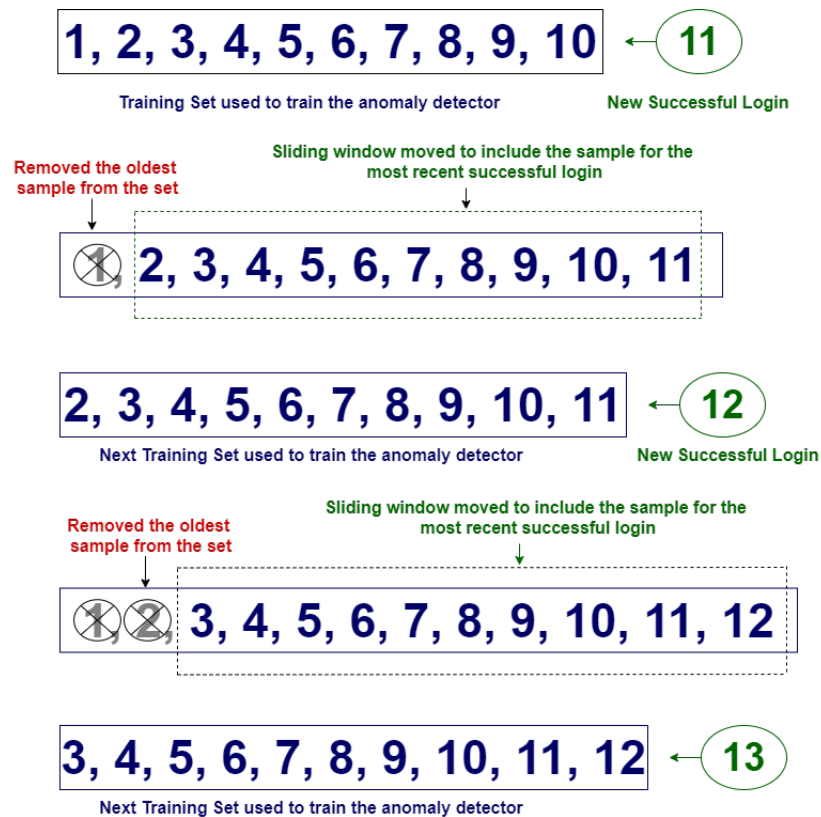 1, 2, 3, 4, 5, 6, 7, 8, 9, 10
11
Training Set used to train the anomaly detector
New Successful Login
Sliding window moved to include the sample for the
most recent successful login
Removed the oldest
sample from the set
1, 2, 3, 4, 5, 6, 7, 8, 9, 10, 11
2, 3, 4, 5, 6, 7, 8, 9, 10, 11
12
Next Training Set used to train the anomaly detector
New Successful Login
Sliding window moved to include the sample for the
most recent successful login
Removed the oldest
sample from the set
1, 2, 3, 4, 5, 6, 7, 8, 9, 10, 11, 12
3, 4, 5, 6, 7, 8, 9, 10, 11, 12
13
Next Training Set used to train the anomaly detector